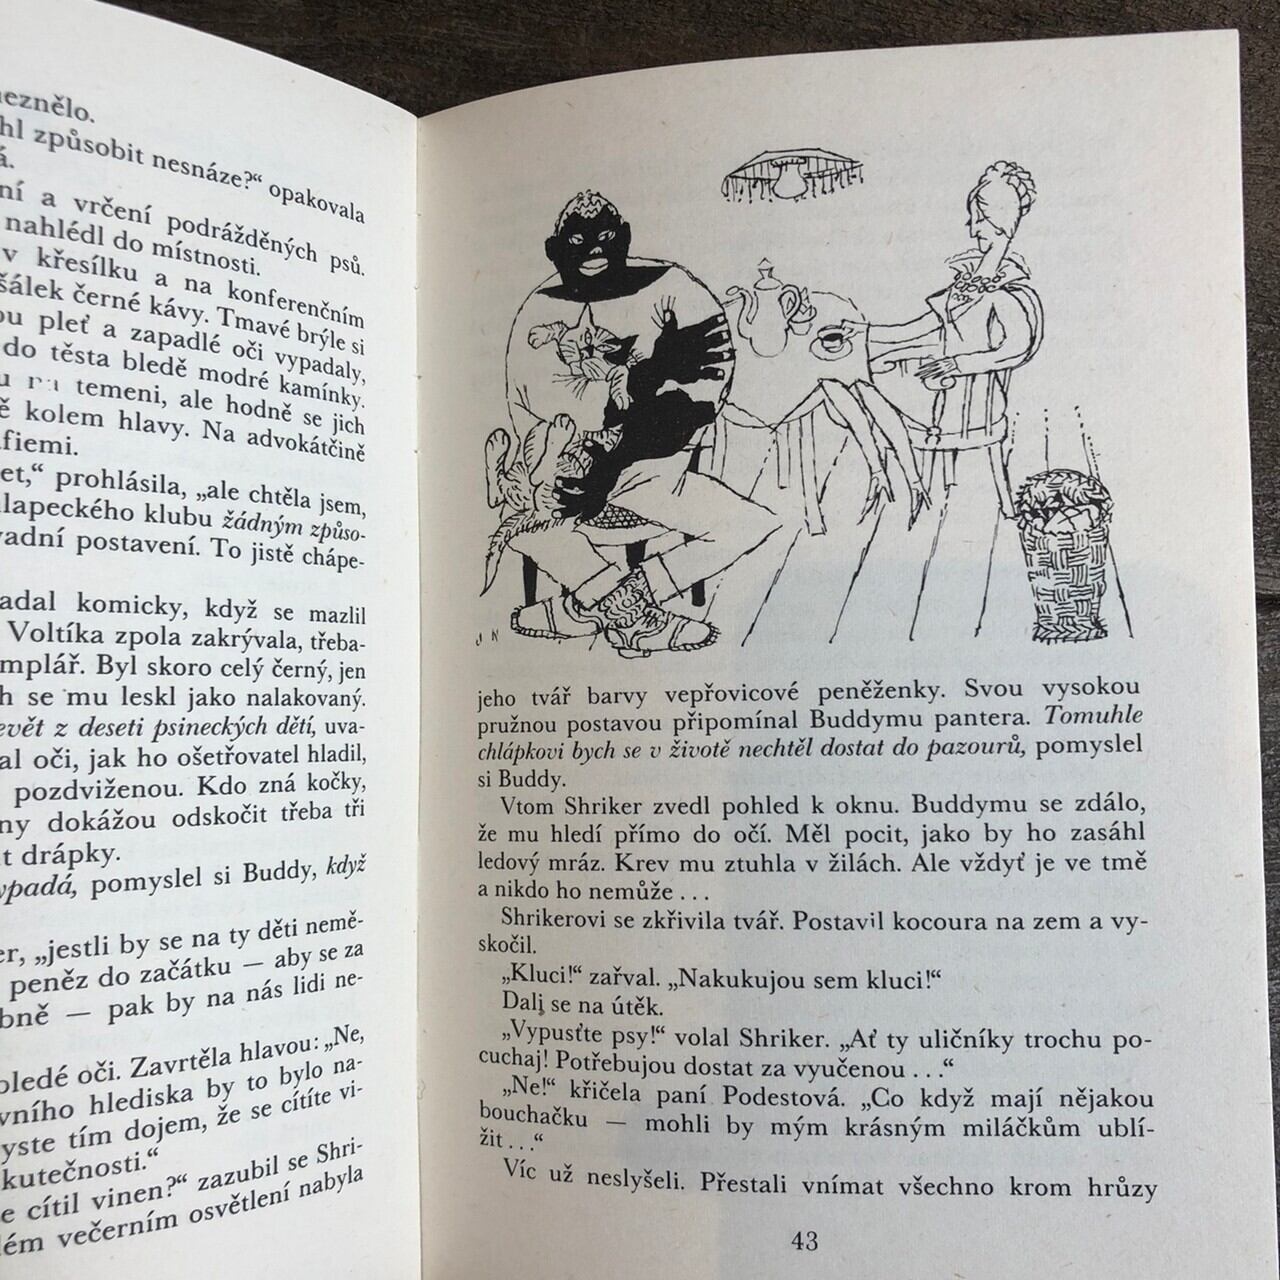 neznělo.
hl způsobit nesnáze?“ opakovala
á.
ní a vrčení podrážděných psů.
nahlédl do místnosti.
v křesílku a na konferenčním
šálek černé kávy. Tmavé brýle si
ou pleť a zapadlé oči vypadaly,
do těsta bledě modré kamínky.
u na temeni, ale hodně se jich
ě kolem hlavy. Na advokátčině
fiemi.
et,“ prohlásila, „ale chtěla jsem,
lapeckého klubu žádným způso-
vadní postavení. To jistě chápe-
adal komicky, když se mazlil
Voltíka zpola zakrývala, třeba-
mplář. Byl skoro celý černý, jen
h se mu leskl jako nalakovaný.
evět z deseti psineckých dětí, uva-
al oči, jak ho ošetřovatel hladil,
pozdviženou. Kdo zná kočky,
ny dokážou odskočit třeba tři
t drápky.
ypadá, pomyslel si Buddy, když
er, „jestli by se na ty děti nemě-
peněz do začátku — aby se za
bně — pak by na nás lidi ne-
bledé oči. Zavrtěla hlavou: „Ne,
vního hlediska by to bylo na-
yste tím dojem, že se cítíte vi-
kutečnosti.“
e cítil vinen?“ zazubil se Shri-
lém večerním osvětlení nabyla
J N
jeho tvář barvy vepřovicové peněženky. Svou vysokou
pružnou postavou připomínal Buddymu pantera. Tomuhle
chlápkovi bych se v životě nechtěl dostat do pazourů, pomyslel
si Buddy.
Vtom Shriker zvedl pohled k oknu. Buddymu se zdálo,
že mu hledí přímo do očí. Měl pocit, jako by ho zasáhl
ledový mráz. Krev mu ztuhla v žilách. Ale vždyť je ve tmě
a nikdo ho nemůže . . .
Shrikerovi se zkřivila tvář. Postavil kocoura na zem a vy-
skočil.
„Kluci!“ zařval. „Nakukujou sem kluci!“
Dali se na útěk.
„Vypusťte psy!“ volal Shriker. „Ať ty uličníky trochu po-
cuchaj! Potřebujou dostat za vyučenou . . .“
„Ne!“ křičela paní Podestová. „Co když mají nějakou
bouchačku — mohli by mým krásným miláčkům ublí-
žit . . .“
Víc už neslyšeli. Přestali vnímat všechno krom hrůzy
43